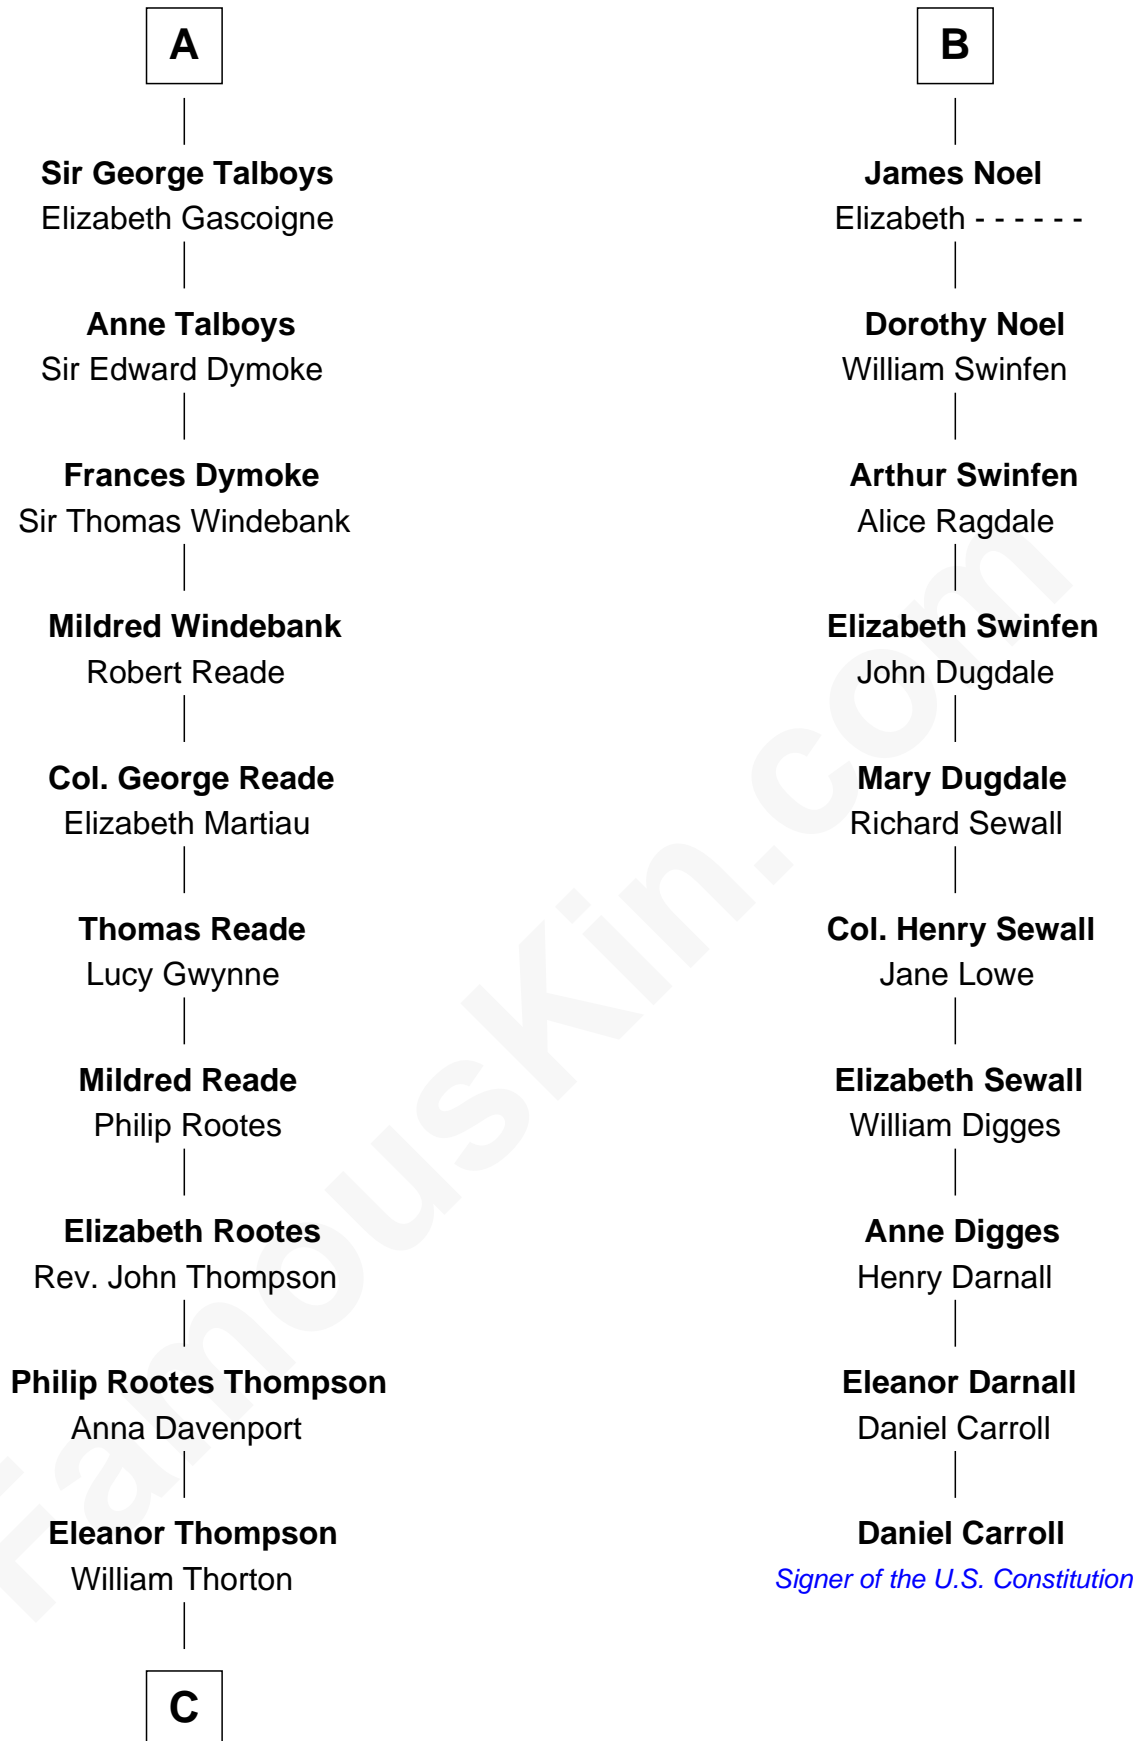 A
Sir George Talboys
Elizabeth Gascoigne
Anne Talboys
Sir Edward Dymoke
Frances Dymoke
Sir Thomas Windebank
Mildred Windebank
Robert Reade
Col. George Reade
Elizabeth Martiau
Thomas Reade
Lucy Gwynne
Mildred Reade
Philip Rootes
Elizabeth Rootes
Rev. John Thompson
Philip Rootes Thompson
Anna Davenport
Eleanor Thompson
William Thorton
C
B
James Noel
Elizabeth - - - - - -
Dorothy Noel
William Swinfen
Arthur Swinfen
Alice Ragdale
Elizabeth Swinfen
John Dugdale
Mary Dugdale
Richard Sewall
Col. Henry Sewall
Jane Lowe
Elizabeth Sewall
William Digges
Anne Digges
Henry Darnall
Eleanor Darnall
Daniel Carroll
Daniel Carroll
Signer of the U.S. Constitution
FamousKin.com